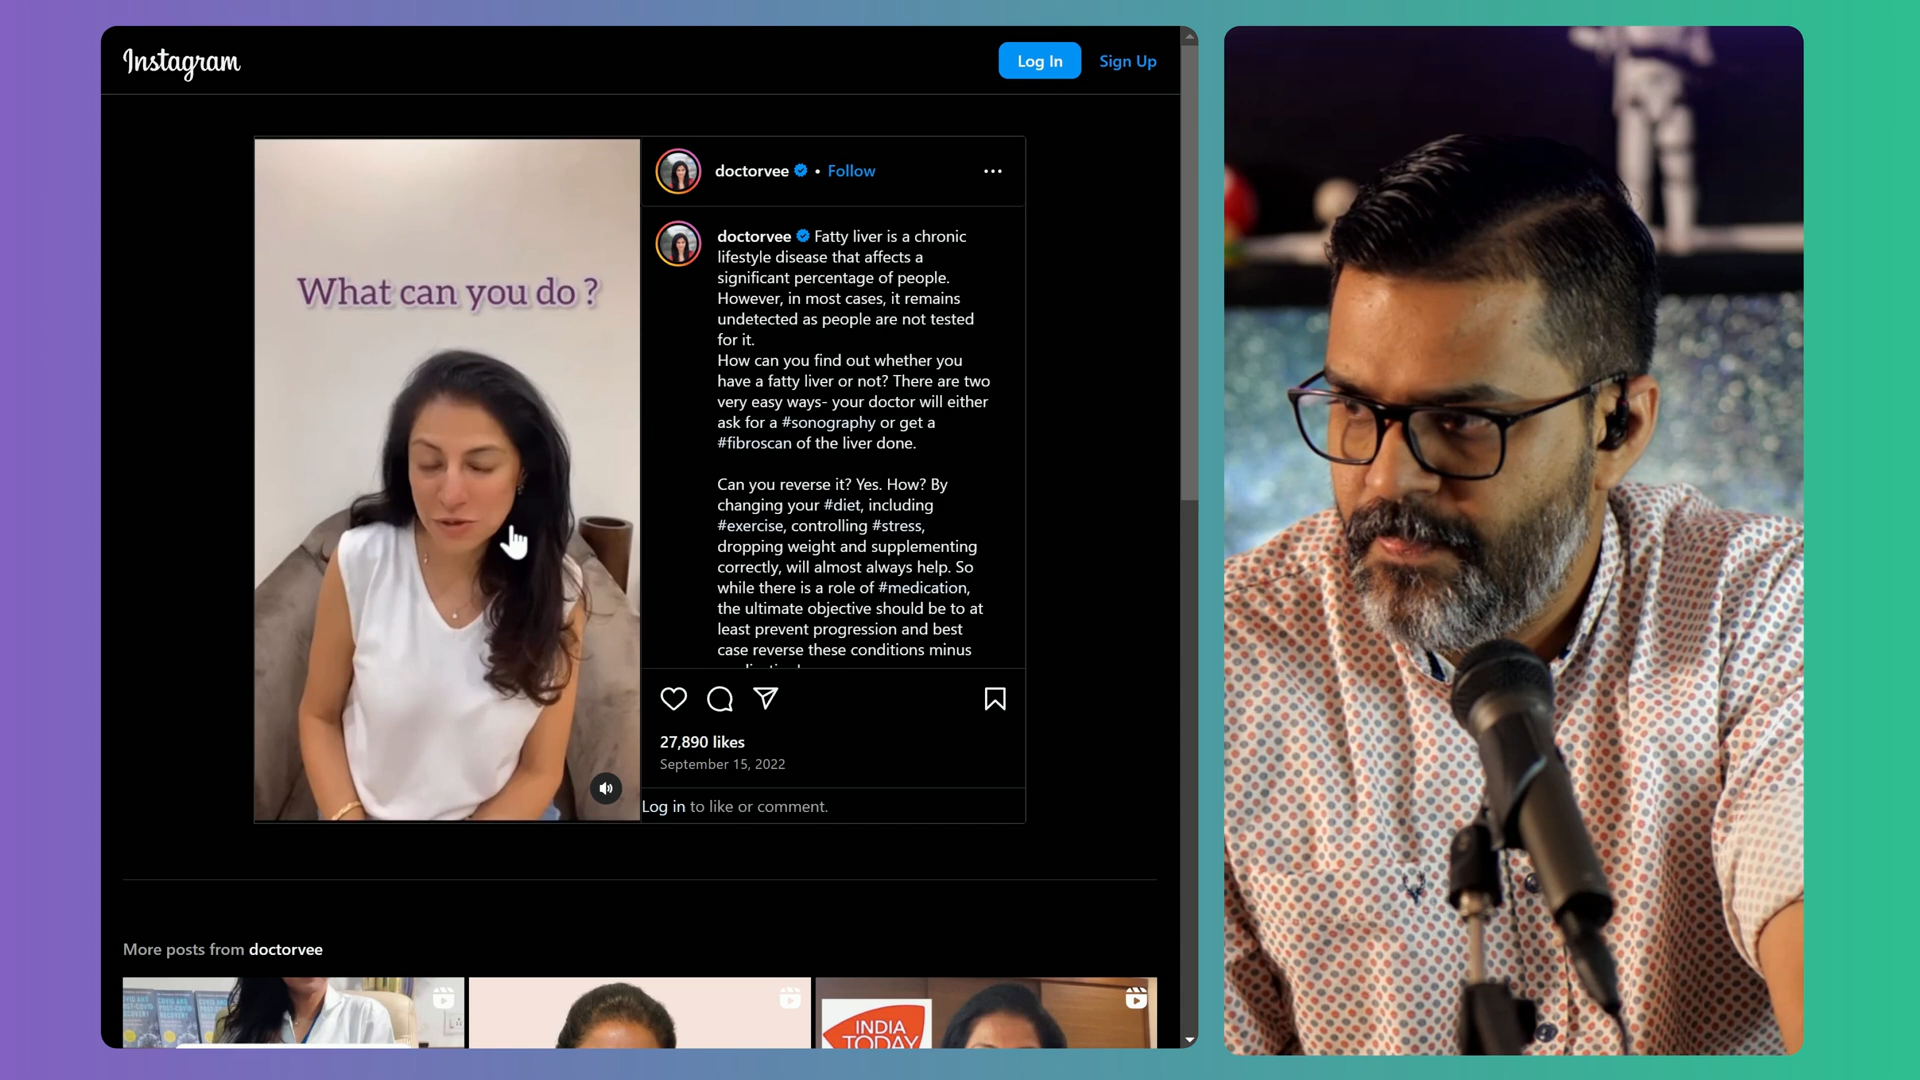 Instagram
Log In
Sign Up
What can you do ?
doctorvee • Follow
doctorvee Fatty liver is a chronic
lifestyle disease that affects a
significant percentage of people.
However, in most cases, it remains
undetected as people are not tested
for it.
How can you find out whether you
have a fatty liver or not? There are two
very easy ways- your doctor will either
ask for a #sonography or get a
#fibroscan of the liver done.
Can you reverse it? Yes. How? By
changing your #diet, including
#exercise, controlling #stress,
dropping weight and supplementing
correctly, will almost always help. So
while there is a role of #medication,
the ultimate objective should be to at
least prevent progression and best
case reverse these conditions minus
27,890 likes
September 15, 2022
Log in to like or comment.
More posts from doctorvee
INDIA
TODAY